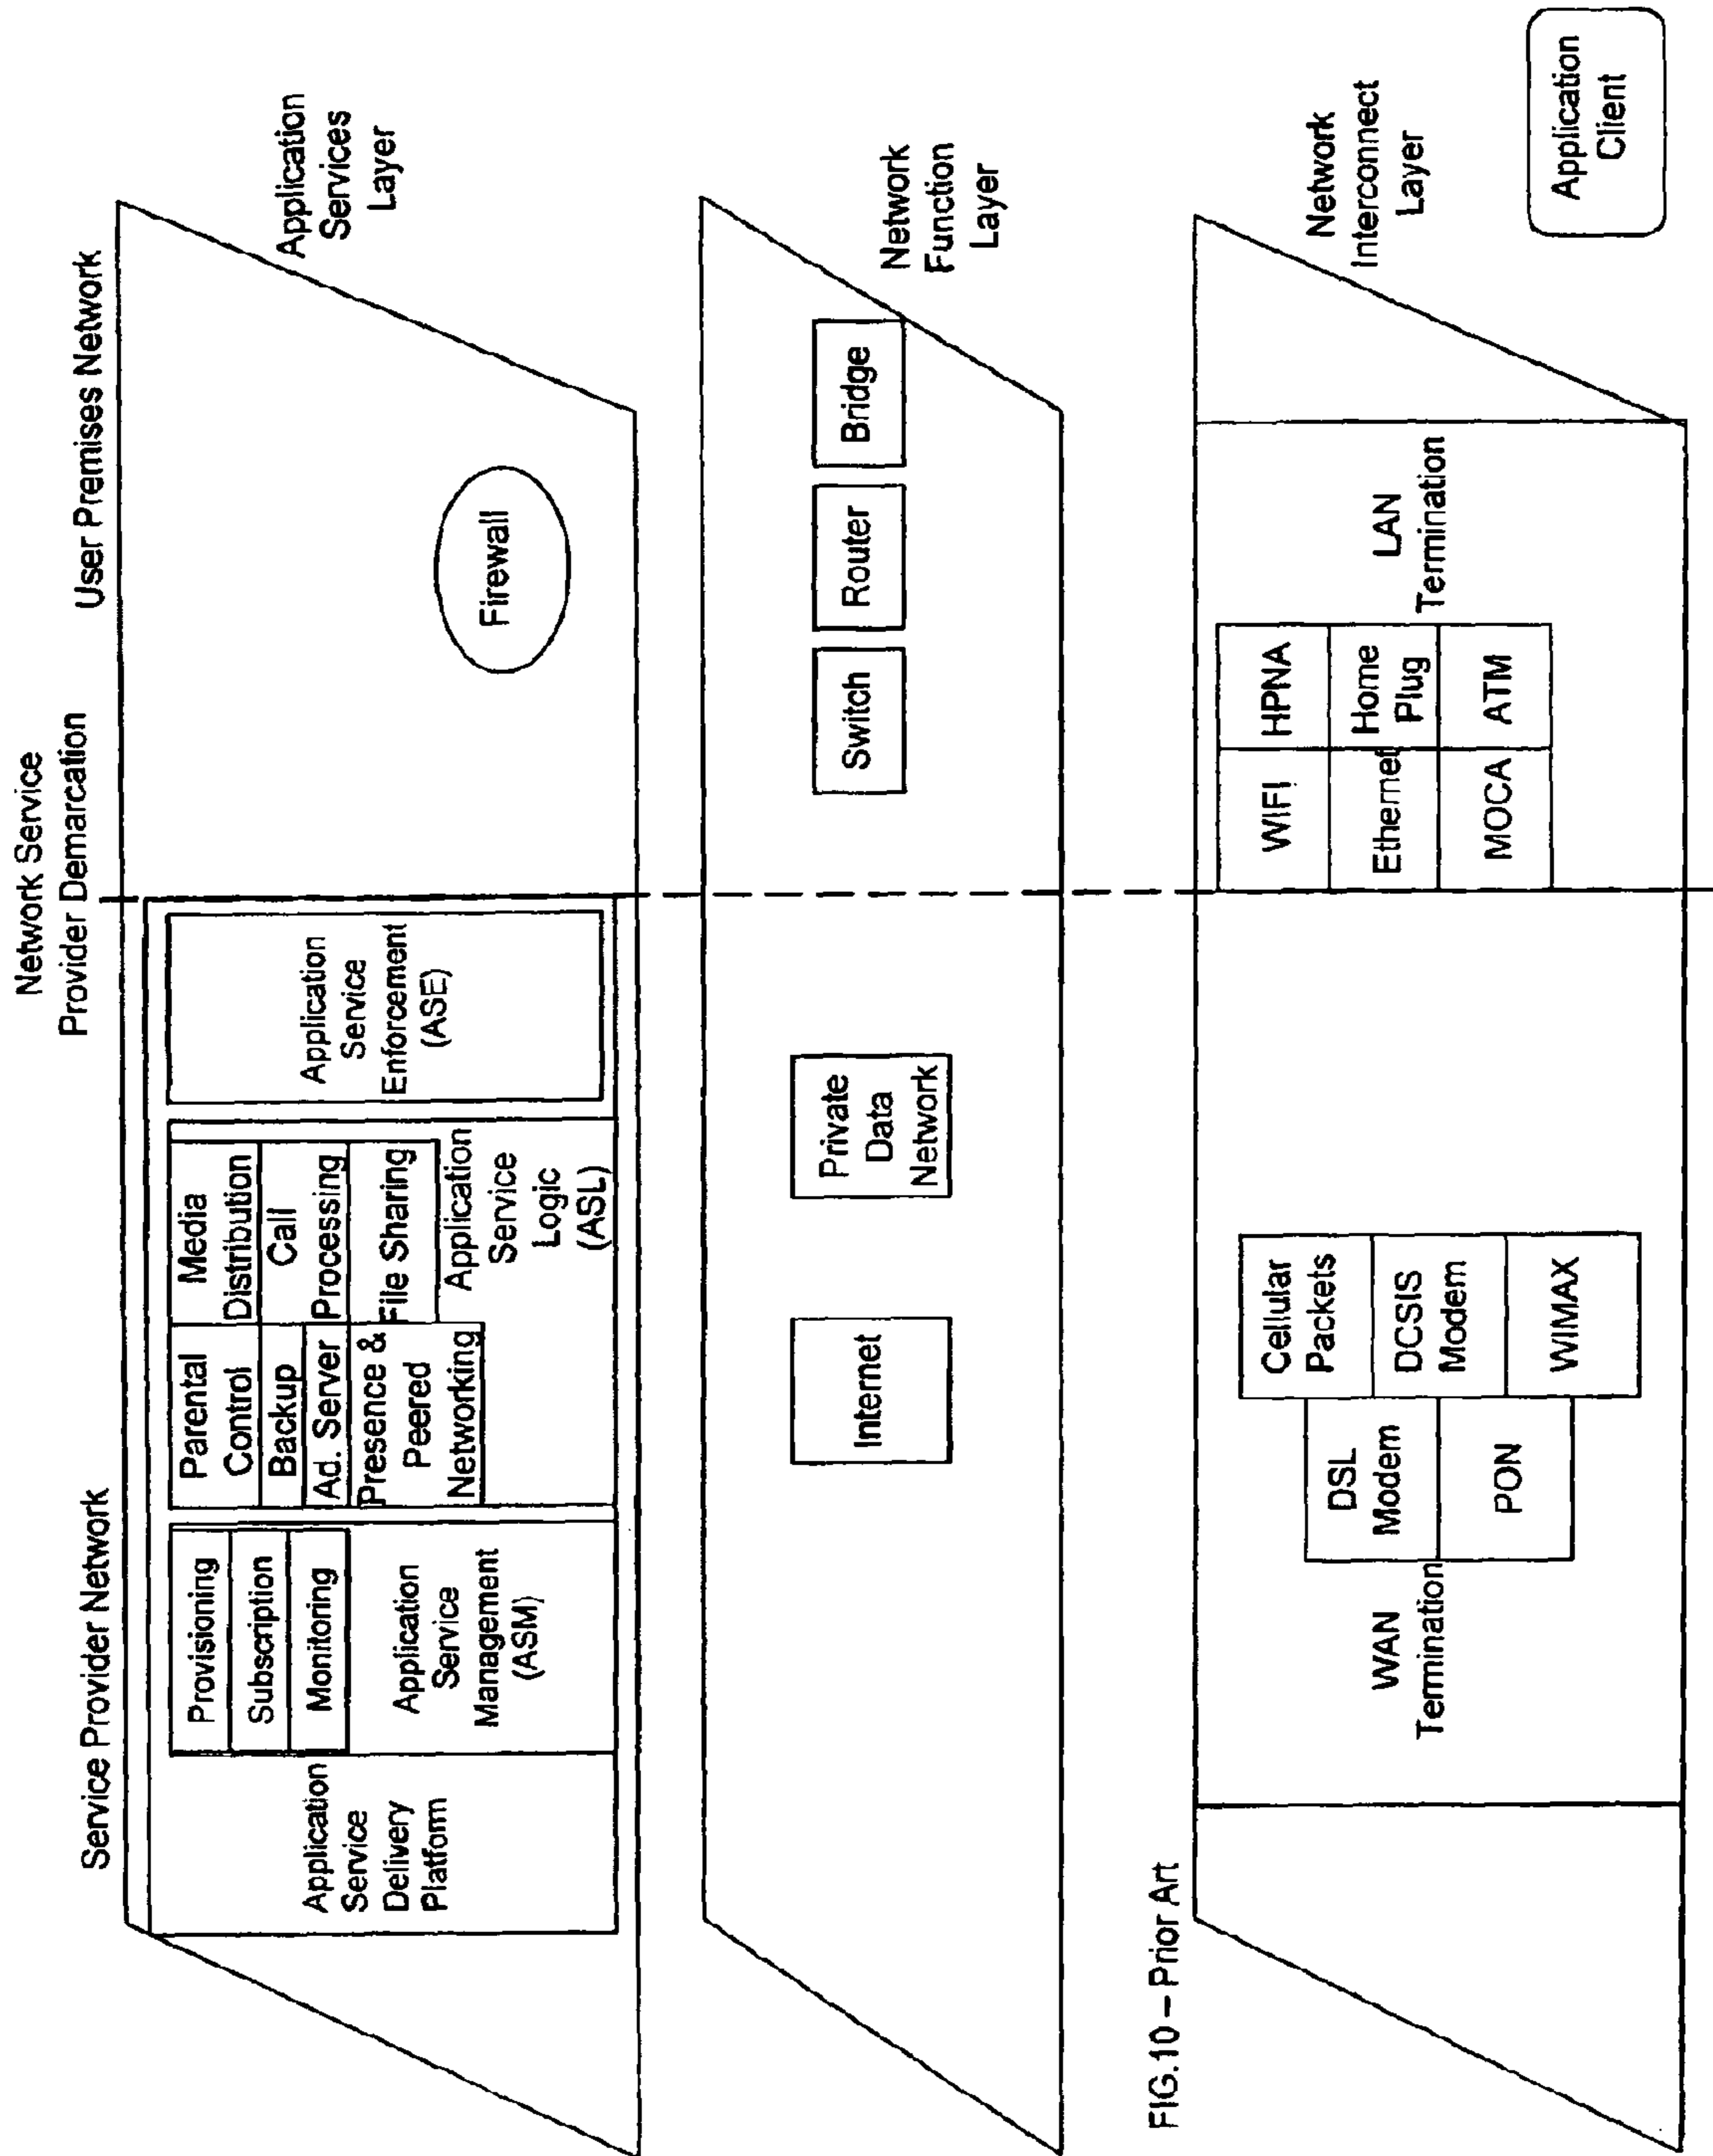 Network Service
Provider Demarcation
Service Provider Network
User Premises Network
Application
Service
Delivery
Platform
Provisioning
Subscription
Monitoring
Application
Service
Management
(ASM)
Parental
Control
Backup
Ad. Server
Presence &
Peered
Networking
Media
Distribution
Call
Processing
File Sharing
Application
Service
Logic
(ASL)
Application
Service
Enforcement
(ASE)
Firewall
Application
Services
Layer
Internet
Private
Data
Network
Switch
Router
Bridge
Network
Function
Layer
FIG.10 – Prior Art
WAN
Termination
DSL
Modem
PON
Cellular
Packets
DCSIS
Modem
WIMAX
WIFI
HPNA
Ethernet
Home
Plug
MOCA
ATM
LAN
Termination
Network
Interconnect
Layer
Application
Client